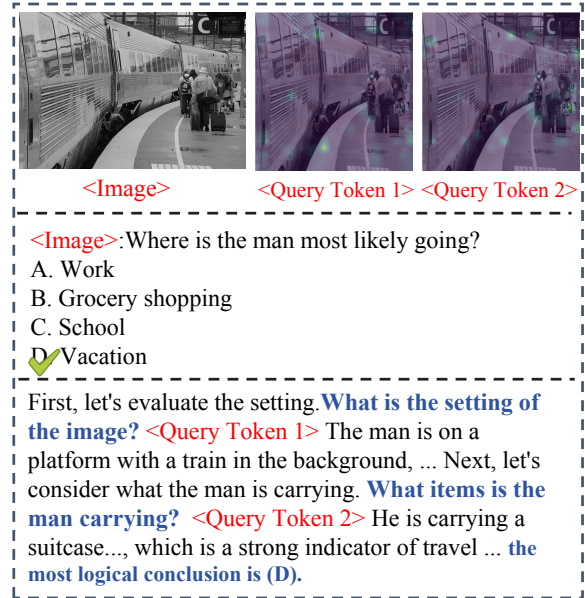 C
C
C
<Image>
<Query Token 1> <Query Token 2>
<Image>:Where is the man most likely going?
A. Work
B. Grocery shopping
C. School
D. Vacation
First, let's evaluate the setting.What is the setting of
the image? <Query Token 1> The man is on a
platform with a train in the background, ... Next, let's
consider what the man is carrying. What items is the
man carrying? <Query Token 2> He is carrying a
suitcase..., which is a strong indicator of travel ... the
most logical conclusion is (D).